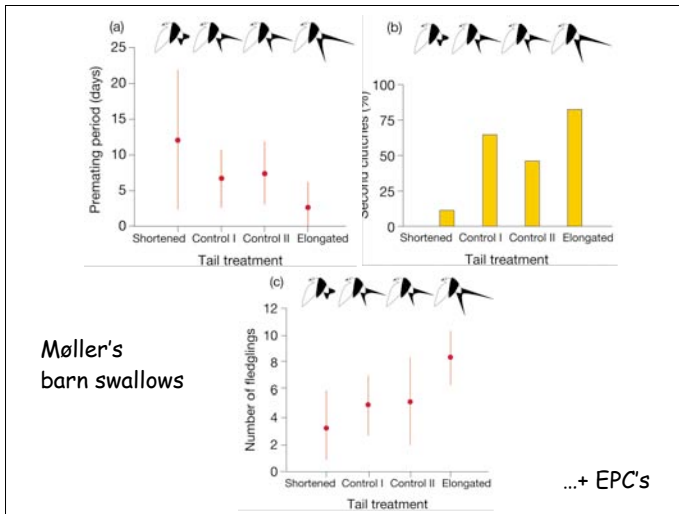 (a)
25
20
15
10
5
0
Premating period (days)
Shortened Control I Control II Elongated
Tail treatment
(b)
100
75
50
25
0
Second clutches (%)
Shortened Control I Control II Elongated
Tail treatment
(c)
12
10
8
6
4
2
0
Number of fledglings
Shortened Control I Control II Elongated
Tail treatment
Møller's
barn swallows
...+ EPC's